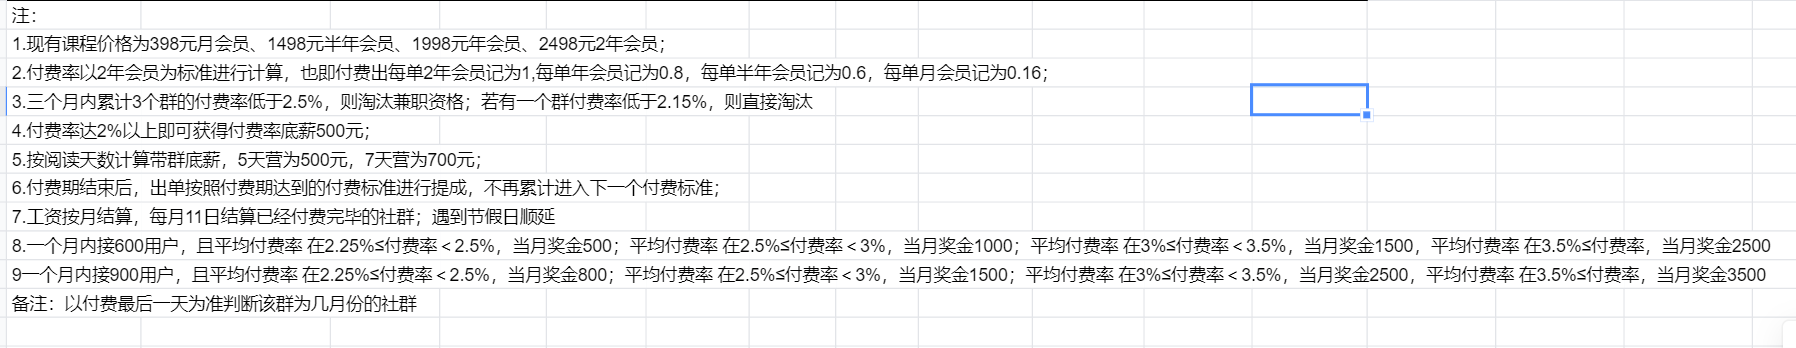 注：
1.现有课程价格为398元月会员、1498元半年会员、1998元年会员、2498元2年会员；
2.付费率以2年会员为标准进行计算，也即付费出每单2年会员记为1,每单年会员记为0.8，每单半年会员记为0.6，每单月会员记为0.16；
3.三个月内累计3个群的付费率低于2.5%，则淘汰兼职资格；若有一个群付费率低于2.15%，则直接淘汰
4.付费率达2%以上即可获得付费率底薪500元；
5.按阅读天数计算带群底薪，5天营为500元，7天营为700元；
6.付费期结束后，出单按照付费期达到的付费标准进行提成，不再累计进入下一个付费标准；
7.工资按月结算，每月11日结算已经付费完毕的社群；遇到节假日顺延
8.一个月内接600用户，且平均付费率 在2.25%≤付费率＜2.5%，当月奖金500；平均付费率 在2.5%≤付费率＜3%，当月奖金1000；平均付费率 在3%≤付费率＜3.5%，当月奖金1500，平均付费率 在3.5%≤付费率，当月奖金2500
9一个月内接900用户，且平均付费率 在2.25%≤付费率＜2.5%，当月奖金800；平均付费率 在2.5%≤付费率＜3%，当月奖金1500；平均付费率 在3%≤付费率＜3.5%，当月奖金2500，平均付费率 在3.5%≤付费率，当月奖金3500
备注：以付费最后一天为准判断该群为几月份的社群